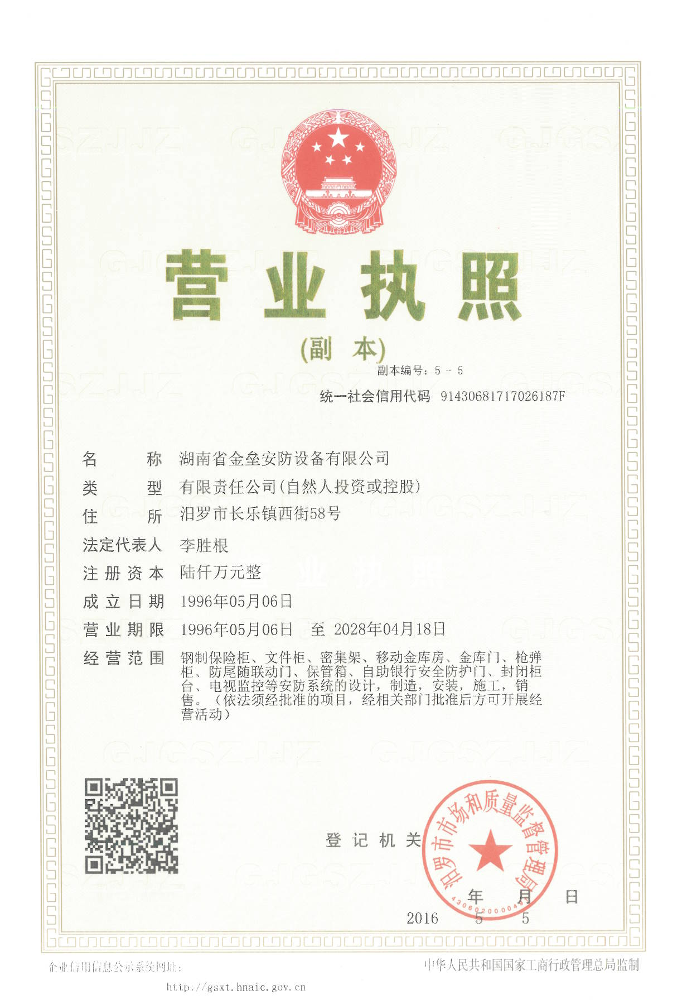 营业执照
(副 本)
副本编号：5－5
统一社会信用代码 91430681717026187F
名 称 湖南省金垒安防设备有限公司
类 型 有限责任公司(自然人投资或控股)
住 所 汨罗市长乐镇西街58号
法定代表人 李胜根
注册资本 陆仟万元整
成立日期 1996年05月06日
营业期限 1996年05月06日 至 2028年04月18日
经营范围 钢制保险柜、文件柜、密集架、移动金库房、金库门、枪弹
柜、防尾随联动门、保管箱、自助银行安全防护门、封闭柜
台、电视监控等安防系统的设计，制造，安装，施工，销
售。（依法须经批准的项目，经相关部门批准后方可开展经
营活动）
汨罗市市场和质量监督管理局
登记机关
年 月 日
2016 5 5
企业信用信息公示系统网址：
中华人民共和国国家工商行政管理总局监制
http://gsxt.hnaic.gov.cn